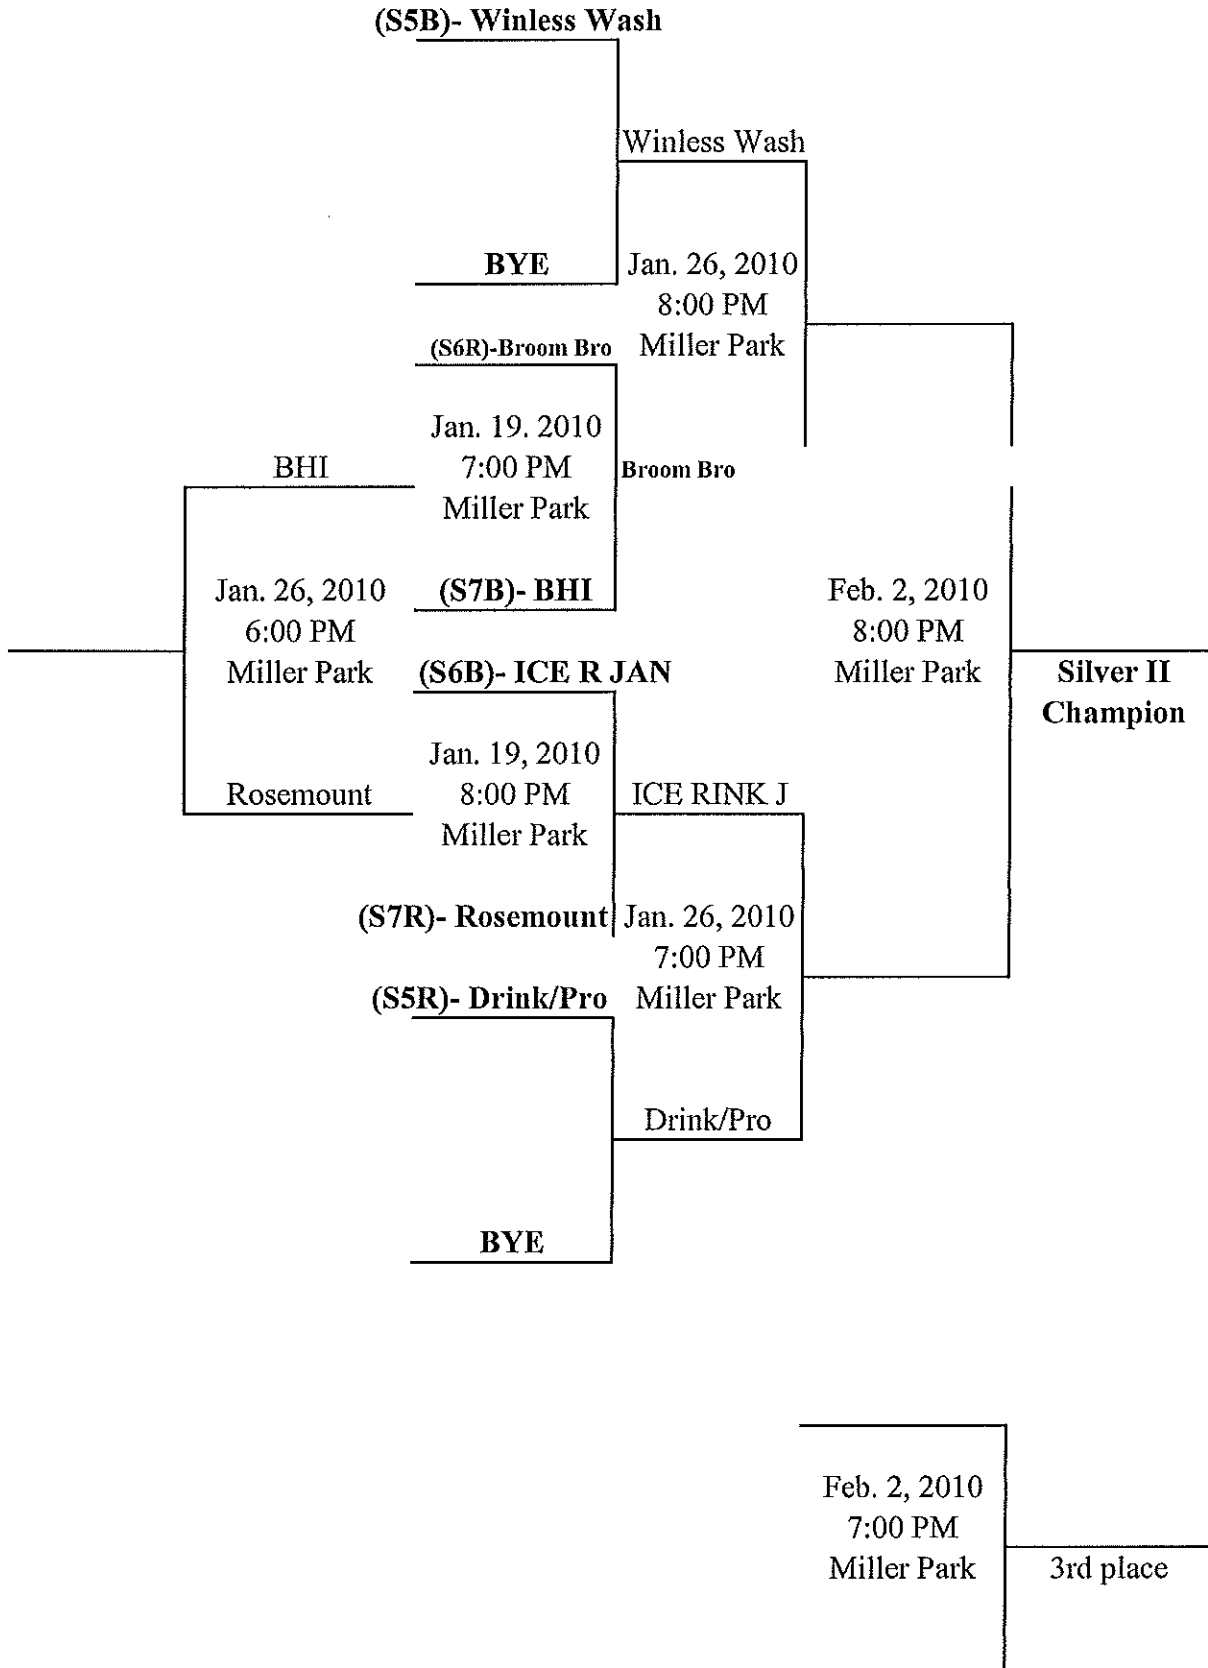 (S5B)- Winless Wash
Winless Wash
BYE
Jan. 26, 2010
8:00 PM
Miller Park
(S6R)-Broom Bro
Jan. 19. 2010
7:00 PM
Miller Park
BHI
Broom Bro
(S7B)- BHI
Jan. 26, 2010
6:00 PM
Miller Park
Feb. 2, 2010
8:00 PM
Miller Park
(S6B)- ICE R JAN
Silver II
Champion
Jan. 19, 2010
8:00 PM
Miller Park
Rosemount
ICE RINK J
(S7R)- Rosemount
Jan. 26, 2010
7:00 PM
Miller Park
(S5R)- Drink/Pro
Drink/Pro
BYE
Feb. 2, 2010
7:00 PM
Miller Park
3rd place